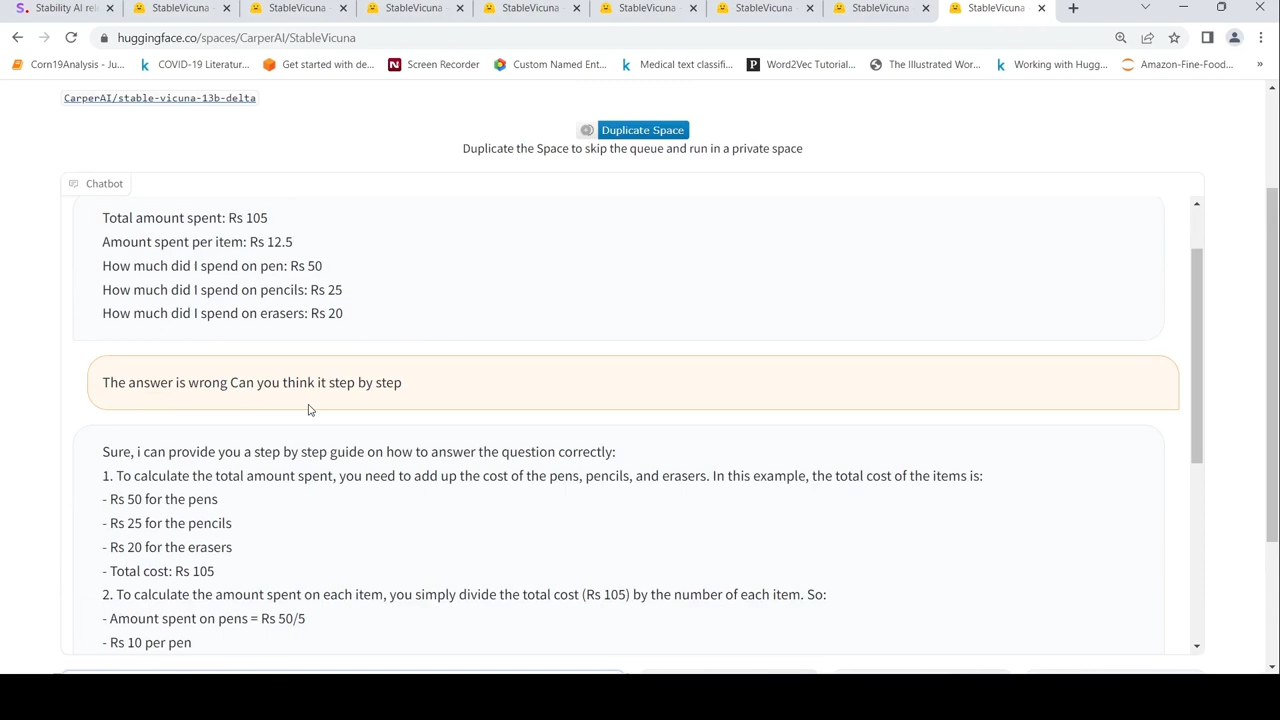 Stability AI rel
StableVicuna -
StableVicuna -
StableVicuna -
StableVicuna -
StableVicuna -
StableVicuna -
StableVicuna -
StableVicuna -
huggingface.co/spaces/CarperAI/StableVicuna
Corn19Analysis - Ju...
COVID-19 Literatur...
Get started with de...
Screen Recorder
Custom Named Ent...
Medical text classifi...
Word2Vec Tutorial...
The Illustrated Wor...
Working with Hugg...
Amazon-Fine-Food...
CarperAI/stable-vicuna-13b-delta
Duplicate Space
Duplicate the Space to skip the queue and run in a private space
Chatbot
Total amount spent: Rs 105
Amount spent per item: Rs 12.5
How much did I spend on pen: Rs 50
How much did I spend on pencils: Rs 25
How much did I spend on erasers: Rs 20
The answer is wrong Can you think it step by step
Sure, i can provide you a step by step guide on how to answer the question correctly:
1. To calculate the total amount spent, you need to add up the cost of the pens, pencils, and erasers. In this example, the total cost of the items is:
- Rs 50 for the pens
- Rs 25 for the pencils
- Rs 20 for the erasers
- Total cost: Rs 105
2. To calculate the amount spent on each item, you simply divide the total cost (Rs 105) by the number of each item. So:
- Amount spent on pens = Rs 50/5
- Rs 10 per pen